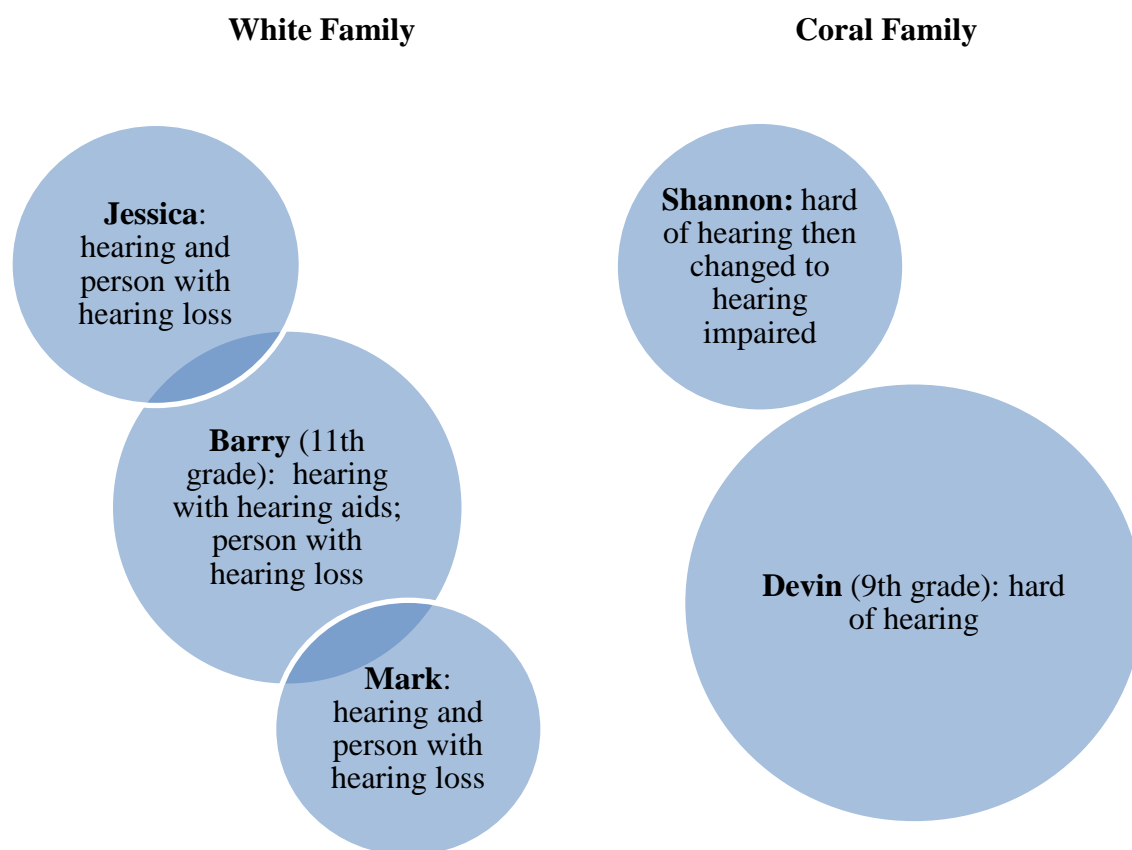 White Family
Coral Family
Jessica:
hearing and
person with
hearing loss
Barry (11th
grade):  hearing
with hearing aids;
person with
hearing loss
Mark:
hearing and
person with
hearing loss
Shannon: hard
of hearing then
changed to
hearing
impaired
Devin (9th grade): hard
of hearing